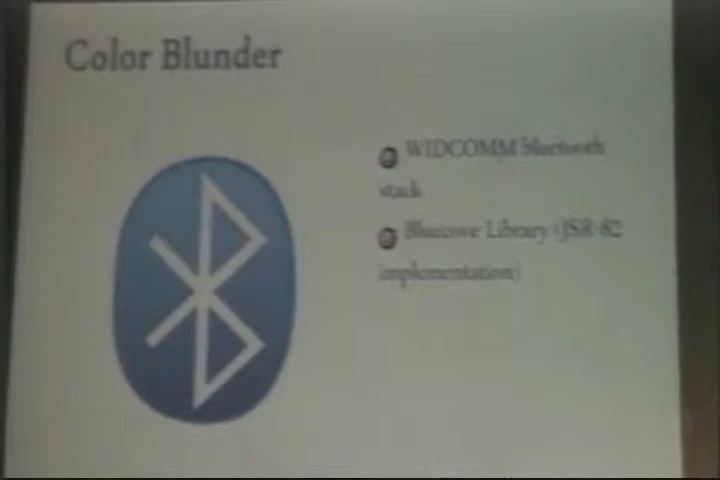 Color Blunder
WIDCOMM bluetooth
stack
Bluecove Library (JSR-82
implementation)